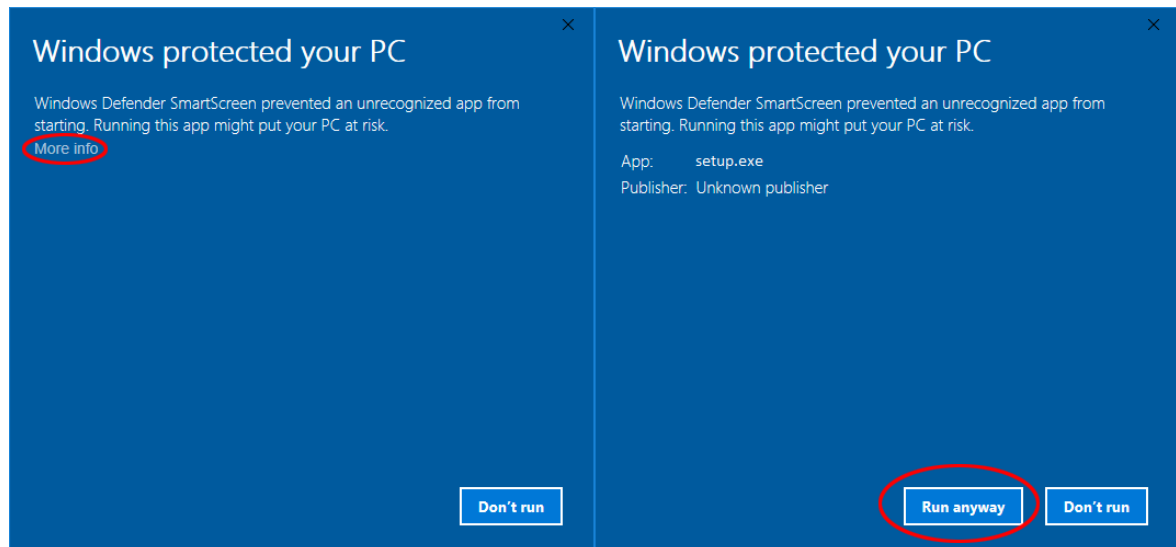 Windows protected your PC
Windows Defender SmartScreen prevented an unrecognized app from
starting. Running this app might put your PC at risk.
More info
Don't run
Windows protected your PC
Windows Defender SmartScreen prevented an unrecognized app from
starting. Running this app might put your PC at risk.
App: setup.exe
Publisher: Unknown publisher
Run anyway Don't run